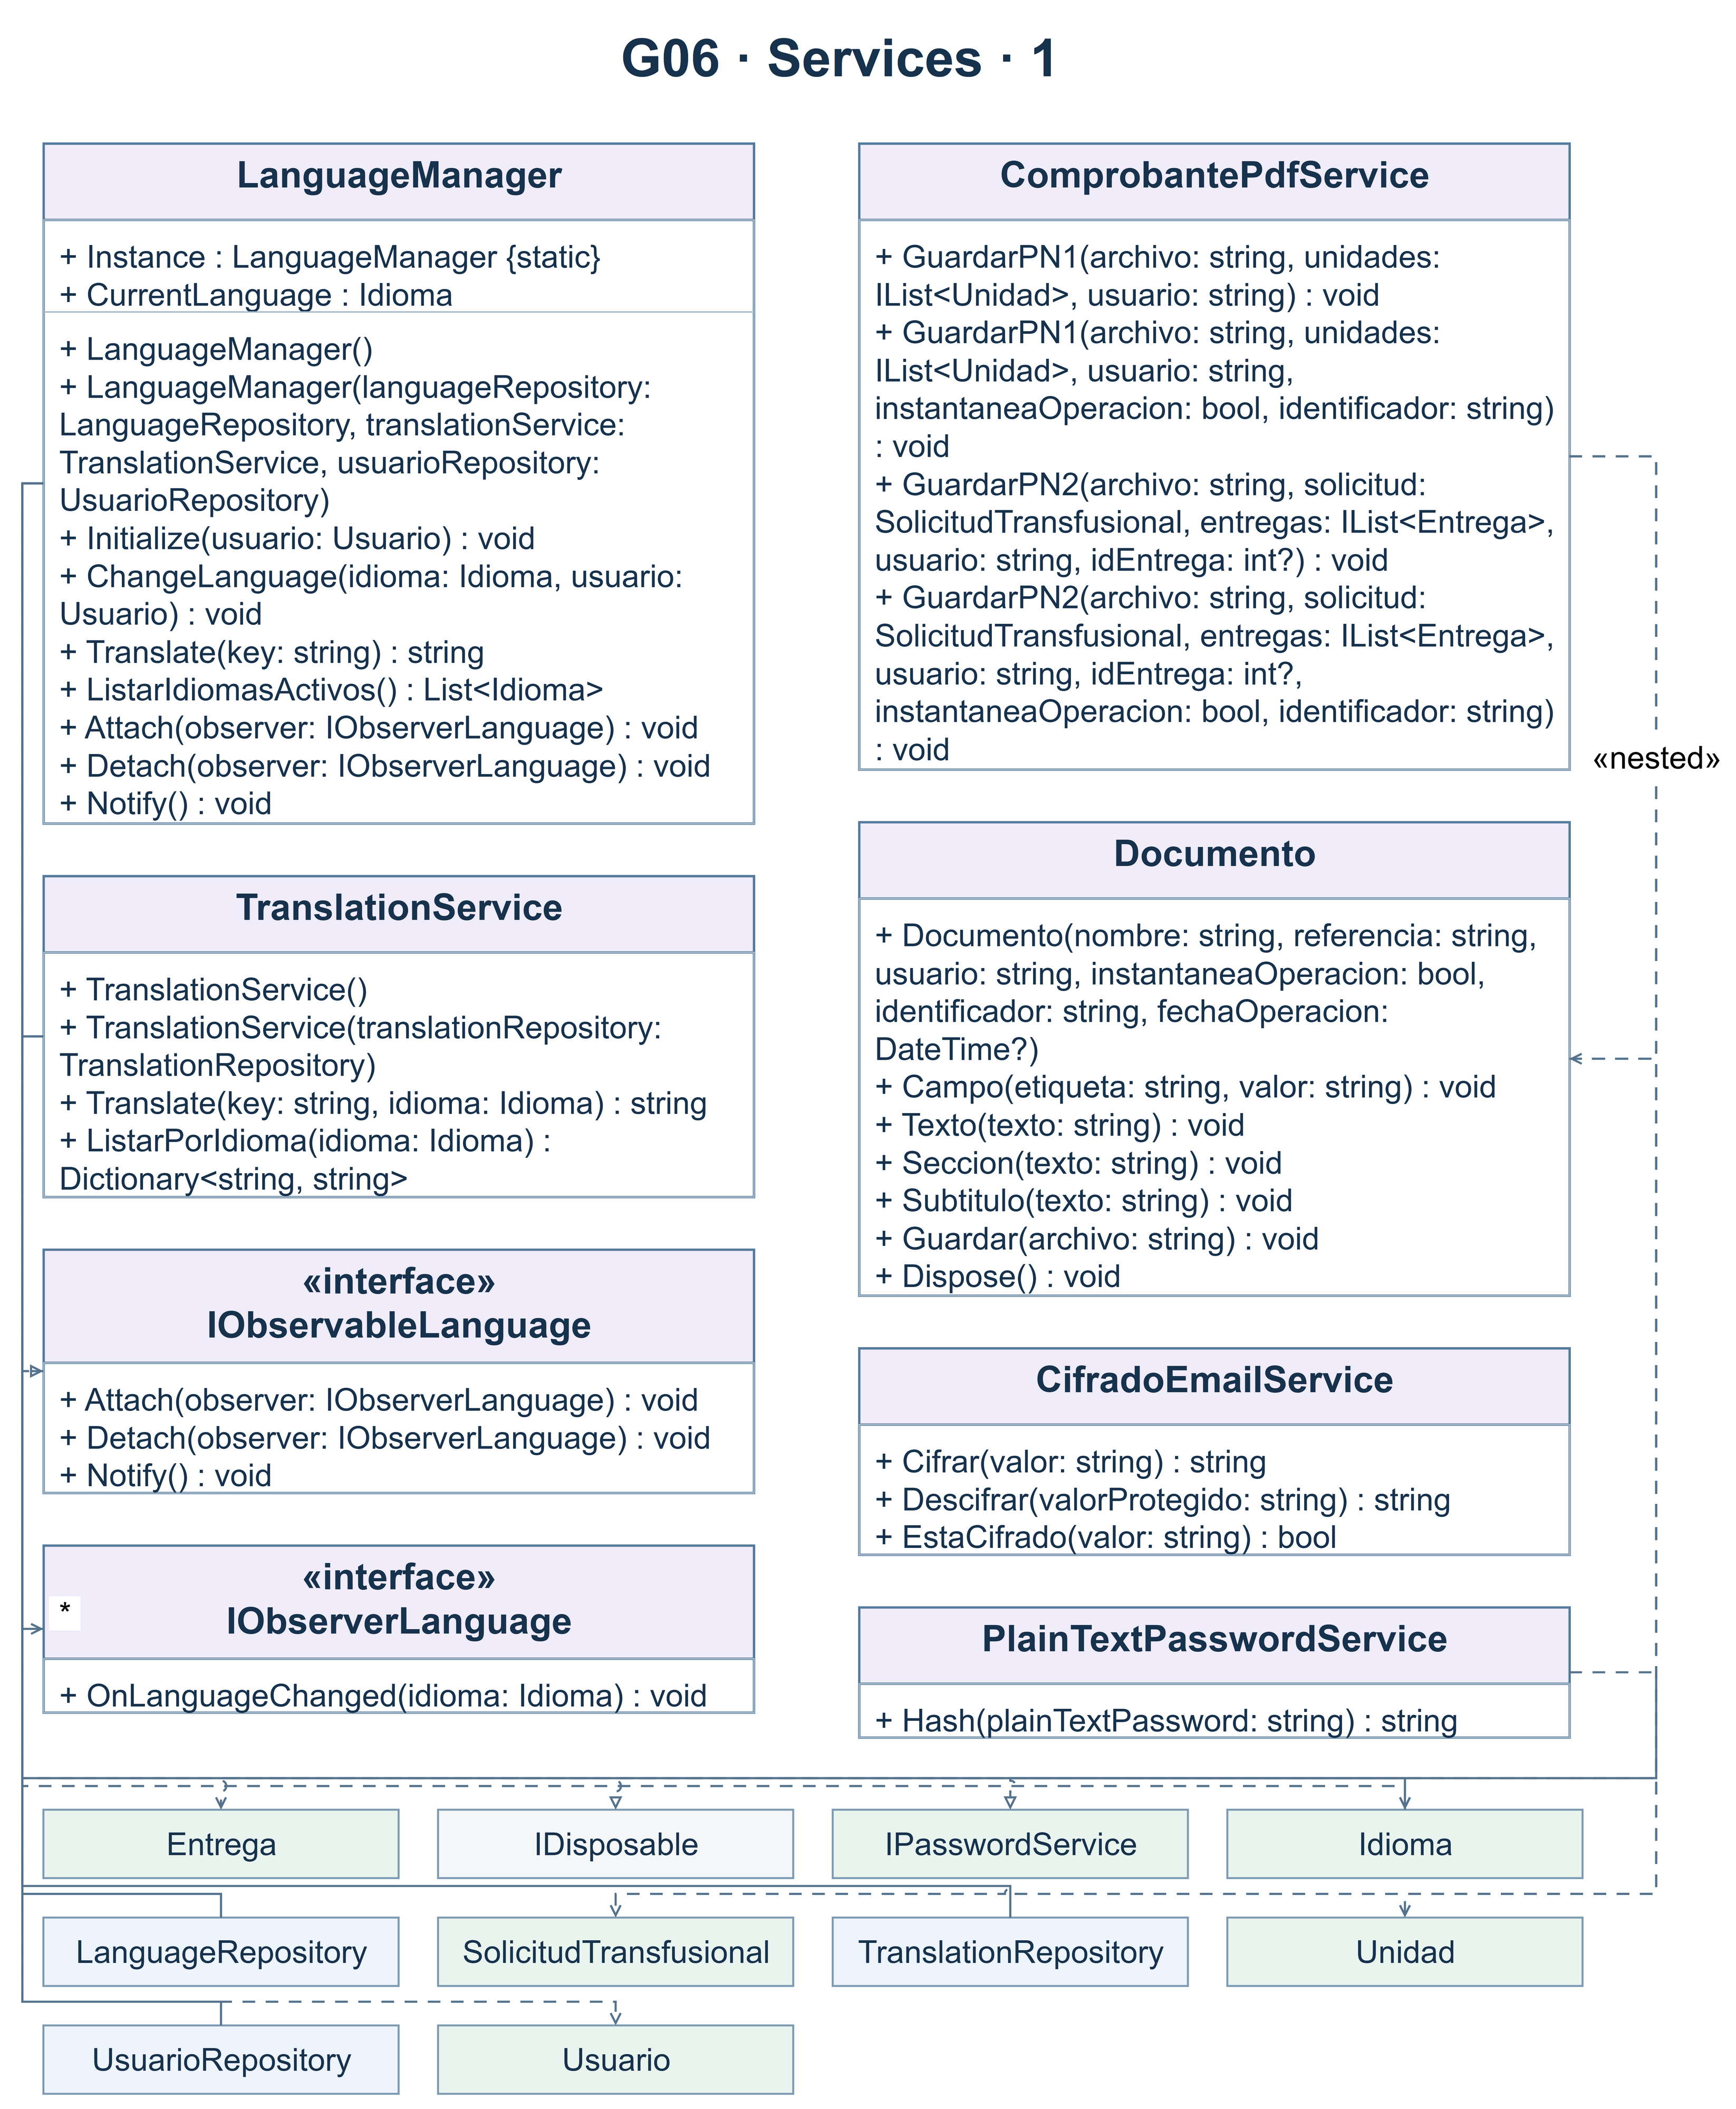 G06 · Services · 1
LanguageManager
+ Instance : LanguageManager {static}
+ CurrentLanguage : Idioma
+ LanguageManager()
+ LanguageManager(languageRepository:
LanguageRepository, translationService:
TranslationService, usuarioRepository:
UsuarioRepository)
+ Initialize(usuario: Usuario) : void
+ ChangeLanguage(idioma: Idioma, usuario:
Usuario) : void
+ Translate(key: string) : string
+ ListarIdiomasActivos() : List<Idioma>
+ Attach(observer: IObserverLanguage) : void
+ Detach(observer: IObserverLanguage) : void
+ Notify() : void
TranslationService
+ TranslationService()
+ TranslationService(translationRepository:
TranslationRepository)
+ Translate(key: string, idioma: Idioma) : string
+ ListarPorIdioma(idioma: Idioma) :
Dictionary<string, string>
«interface»
IObservableLanguage
+ Attach(observer: IObserverLanguage) : void
+ Detach(observer: IObserverLanguage) : void
+ Notify() : void
«interface»
*
IObserverLanguage
+ OnLanguageChanged(idioma: Idioma) : void
ComprobantePdfService
+ GuardarPN1(archivo: string, unidades:
IList<Unidad>, usuario: string) : void
+ GuardarPN1(archivo: string, unidades:
IList<Unidad>, usuario: string,
instantaneaOperacion: bool, identificador: string)
: void
+ GuardarPN2(archivo: string, solicitud:
SolicitudTransfusional, entregas: IList<Entrega>,
usuario: string, idEntrega: int?) : void
+ GuardarPN2(archivo: string, solicitud:
SolicitudTransfusional, entregas: IList<Entrega>,
usuario: string, idEntrega: int?,
instantaneaOperacion: bool, identificador: string)
: void
«nested»
Documento
+ Documento(nombre: string, referencia: string,
usuario: string, instantaneaOperacion: bool,
identificador: string, fechaOperacion:
DateTime?)
+ Campo(etiqueta: string, valor: string) : void
+ Texto(texto: string) : void
+ Seccion(texto: string) : void
+ Subtitulo(texto: string) : void
+ Guardar(archivo: string) : void
+ Dispose() : void
CifradoEmailService
+ Cifrar(valor: string) : string
+ Descifrar(valorProtegido: string) : string
+ EstaCifrado(valor: string) : bool
PlainTextPasswordService
+ Hash(plainTextPassword: string) : string
Entrega
IDisposable
IPasswordService
Idioma
LanguageRepository
SolicitudTransfusional
TranslationRepository
Unidad
UsuarioRepository
Usuario